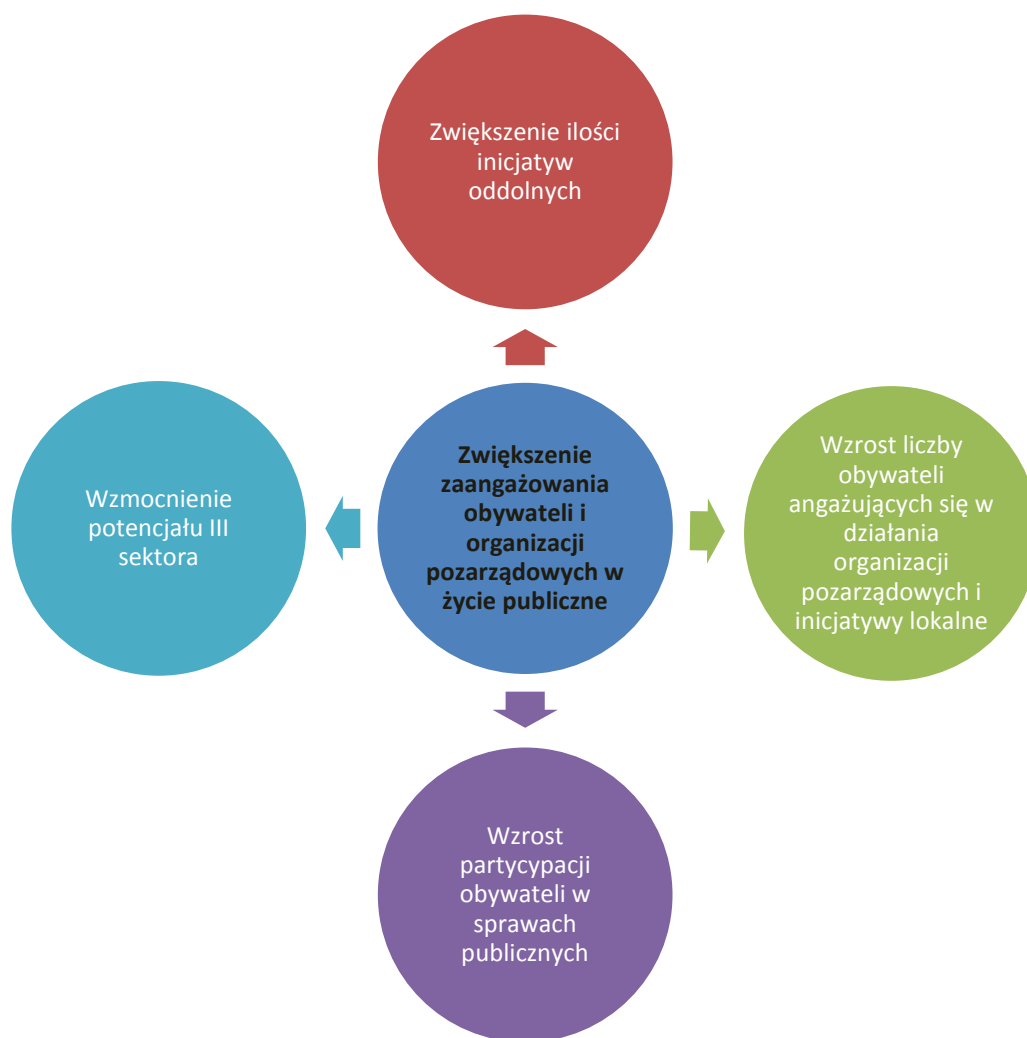 Zwiększenie ilości
inicjatyw
oddolnych
Wzmocnienie
potencjału III
sektora
Zwiększenie
zaangażowania
obywateli i
organizacji
pozarządowych w
życie publiczne
Wzrost liczby
obywateli
angażujących się w
działania
organizacji
pozarządowych i
inicjatywy lokalne
Wzrost
partycypacji
obywateli w
sprawach
publicznych